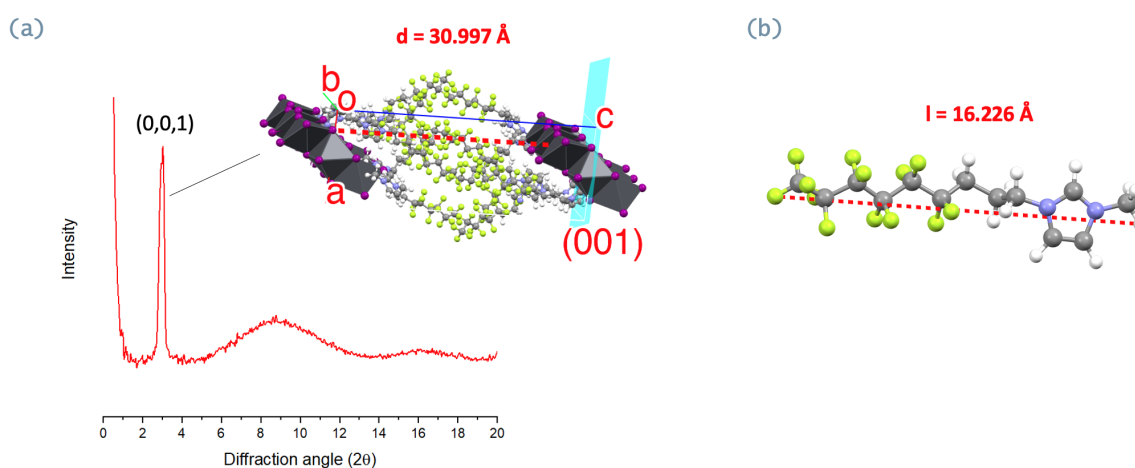 (a)
(b)
d = 30.997 Å
b
o
c
a
(001)
(0,0,1)
l = 16.226 Å
Intensity
0 2 4 6 8 10 12 14 16 18 20
Diffraction angle (2θ)